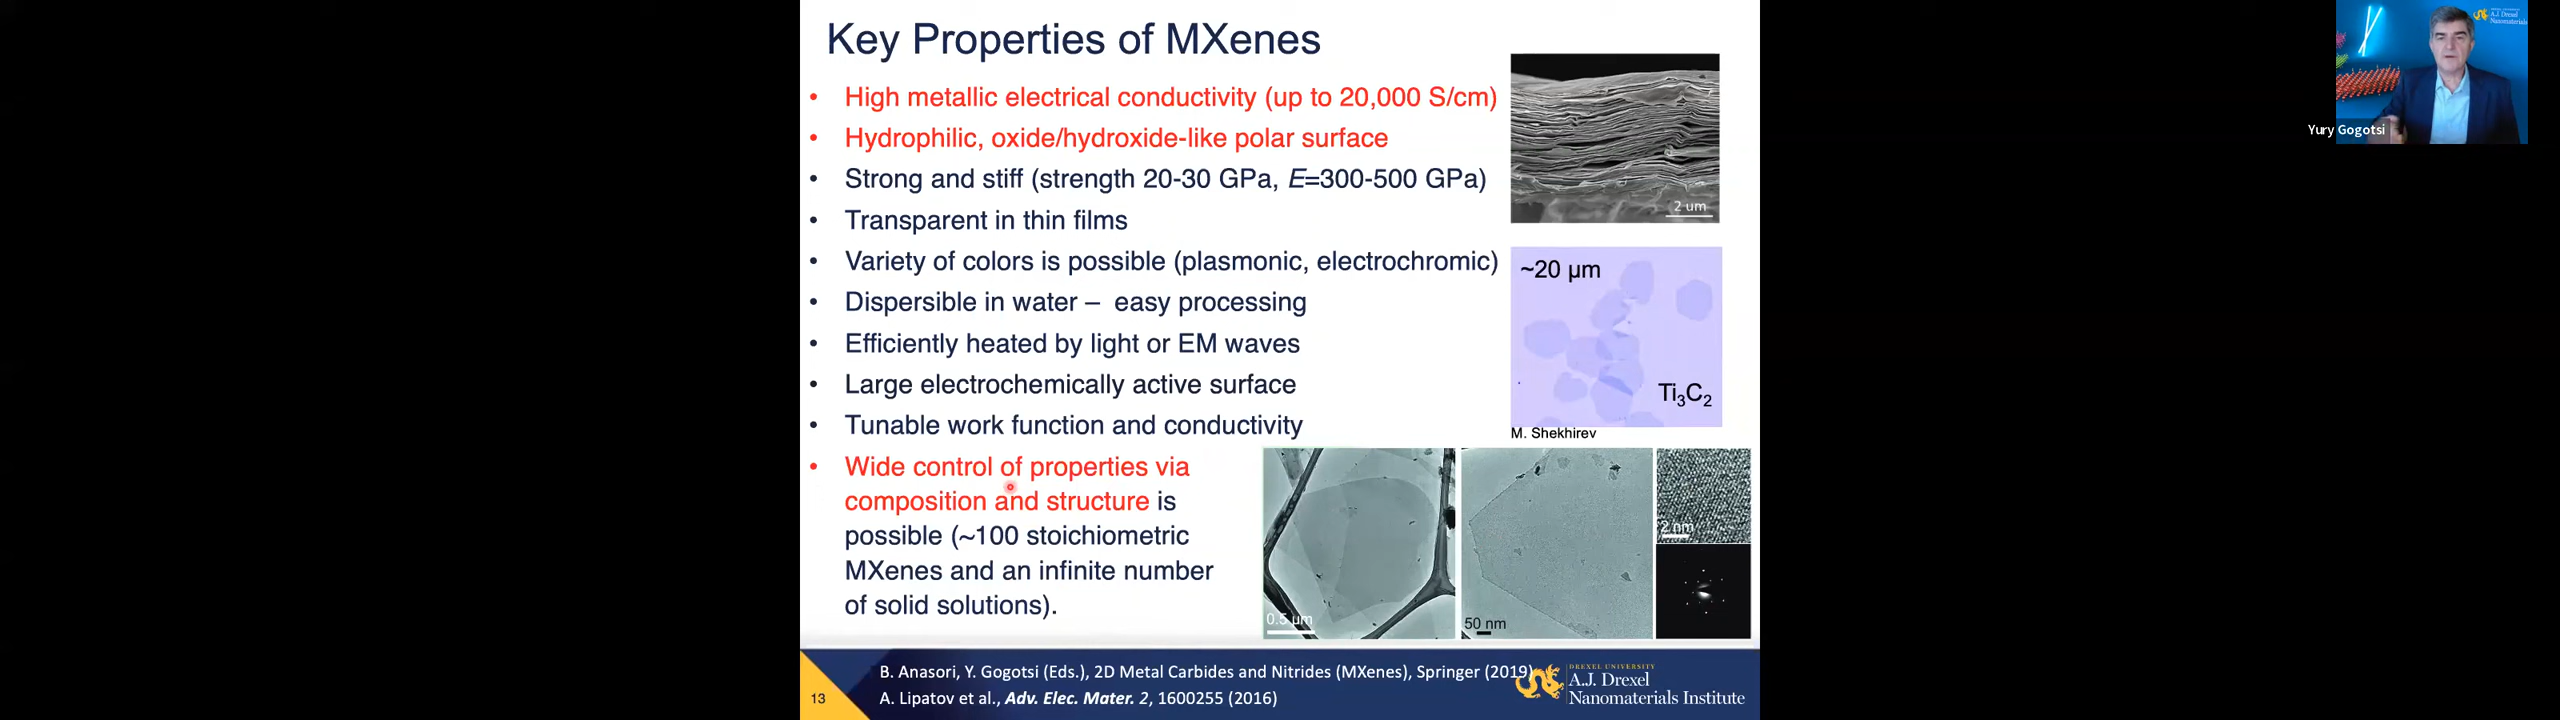 Key Properties of MXenes
• High metallic electrical conductivity (up to 20,000 S/cm)
• Hydrophilic, oxide/hydroxide-like polar surface
• Strong and stiff (strength 20-30 GPa, E=300-500 GPa)
• Transparent in thin films
• Variety of colors is possible (plasmonic, electrochromic)
• Dispersible in water – easy processing
• Efficiently heated by light or EM waves
• Large electrochemically active surface
• Tunable work function and conductivity
• Wide control of properties via
composition and structure is
possible (~100 stoichiometric
MXenes and an infinite number
of solid solutions).
2 um
~20 µm
Ti₃C₂
M. Shekhirev
0.5 µm
50 nm
2 nm
13
B. Anasori, Y. Gogotsi (Eds.), 2D Metal Carbides and Nitrides (MXenes), Springer (2019)
A. Lipatov et al., Adv. Elec. Mater. 2, 1600255 (2016)
DREXEL UNIVERSITY
A.J. Drexel
Nanomaterials Institute
A.J. Drexel
Nanomaterials
Yury Gogotsi